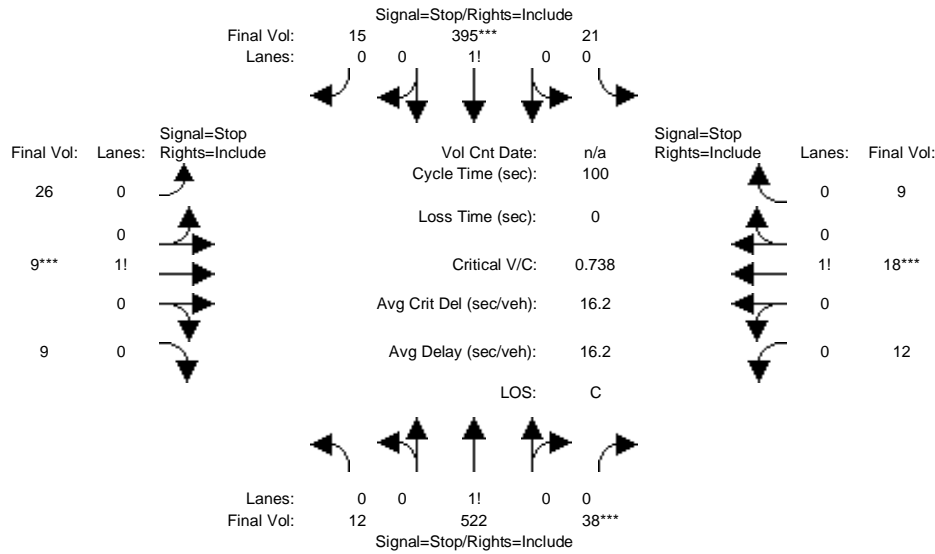 Signal=Stop/Rights=Include
Final Vol: 15 395*** 21
Lanes: 0 0 1! 0 0
Signal=Stop Signal=Stop
Final Vol: Lanes: Rights=Include Vol Cnt Date: n/a Rights=Include Lanes: Final Vol:
Cycle Time (sec): 100
26 0 0 9
Loss Time (sec): 0
0 0
9*** 1! Critical V/C: 0.738 1! 18***
0 Avg Crit Del (sec/veh): 16.2 0
9 0 Avg Delay (sec/veh): 16.2 0 12
LOS: C
Lanes: 0 0 1! 0 0
Final Vol: 12 522 38***
Signal=Stop/Rights=Include